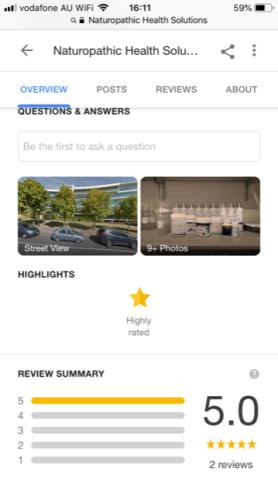 vodafone AU WiFi 16:11 59%
Naturopathic Health Solutions
Naturopathic Health Solu...
OVERVIEW POSTS REVIEWS ABOUT
QUESTIONS & ANSWERS
Be the first to ask a question
Street View 9+ Photos
HIGHLIGHTS
Highly
rated
REVIEW SUMMARY ?
5 5.0
4
3
2
1 2 reviews